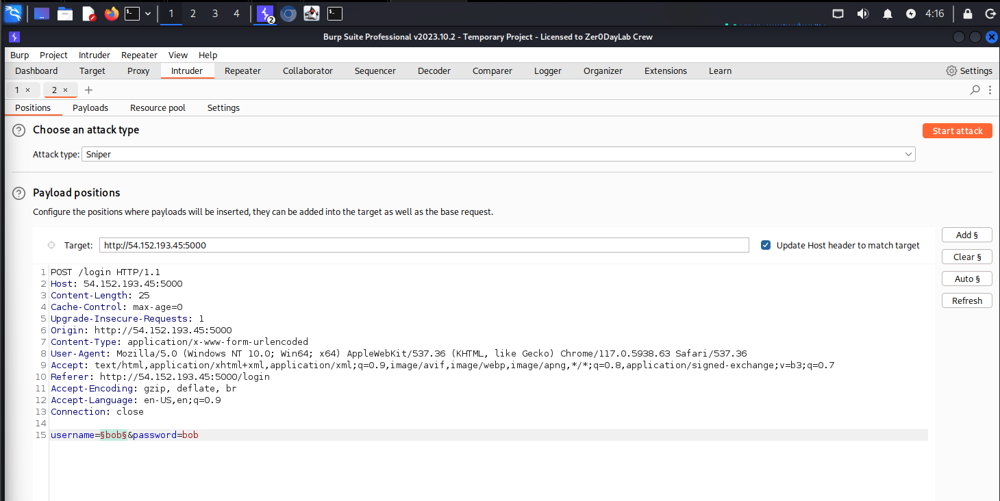 1 2 3 4 2 4:16
Burp Suite Professional v2023.10.2 - Temporary Project - Licensed to Zer0DayLab Crew
Burp Project Intruder Repeater View Help
Dashboard Target Proxy Intruder Repeater Collaborator Sequencer Decoder Comparer Logger Organizer Extensions Learn Settings
1 × 2 × +
Positions Payloads Resource pool Settings
? Choose an attack type Start attack
Attack type: Sniper
? Payload positions
Configure the positions where payloads will be inserted, they can be added into the target as well as the base request.
Target: http://54.152.193.45:5000 Update Host header to match target
Add §
Clear §
Auto §
Refresh
1 POST /login HTTP/1.1
2 Host: 54.152.193.45:5000
3 Content-Length: 25
4 Cache-Control: max-age=0
5 Upgrade-Insecure-Requests: 1
6 Origin: http://54.152.193.45:5000
7 Content-Type: application/x-www-form-urlencoded
8 User-Agent: Mozilla/5.0 (Windows NT 10.0; Win64; x64) AppleWebKit/537.36 (KHTML, like Gecko) Chrome/117.0.5938.63 Safari/537.36
9 Accept: text/html,application/xhtml+xml,application/xml;q=0.9,image/avif,image/webp,image/apng,*/*;q=0.8,application/signed-exchange;v=b3;q=0.7
10 Referer: http://54.152.193.45:5000/login
11 Accept-Encoding: gzip, deflate, br
12 Accept-Language: en-US,en;q=0.9
13 Connection: close
14
15 username=§bob§&password=bob